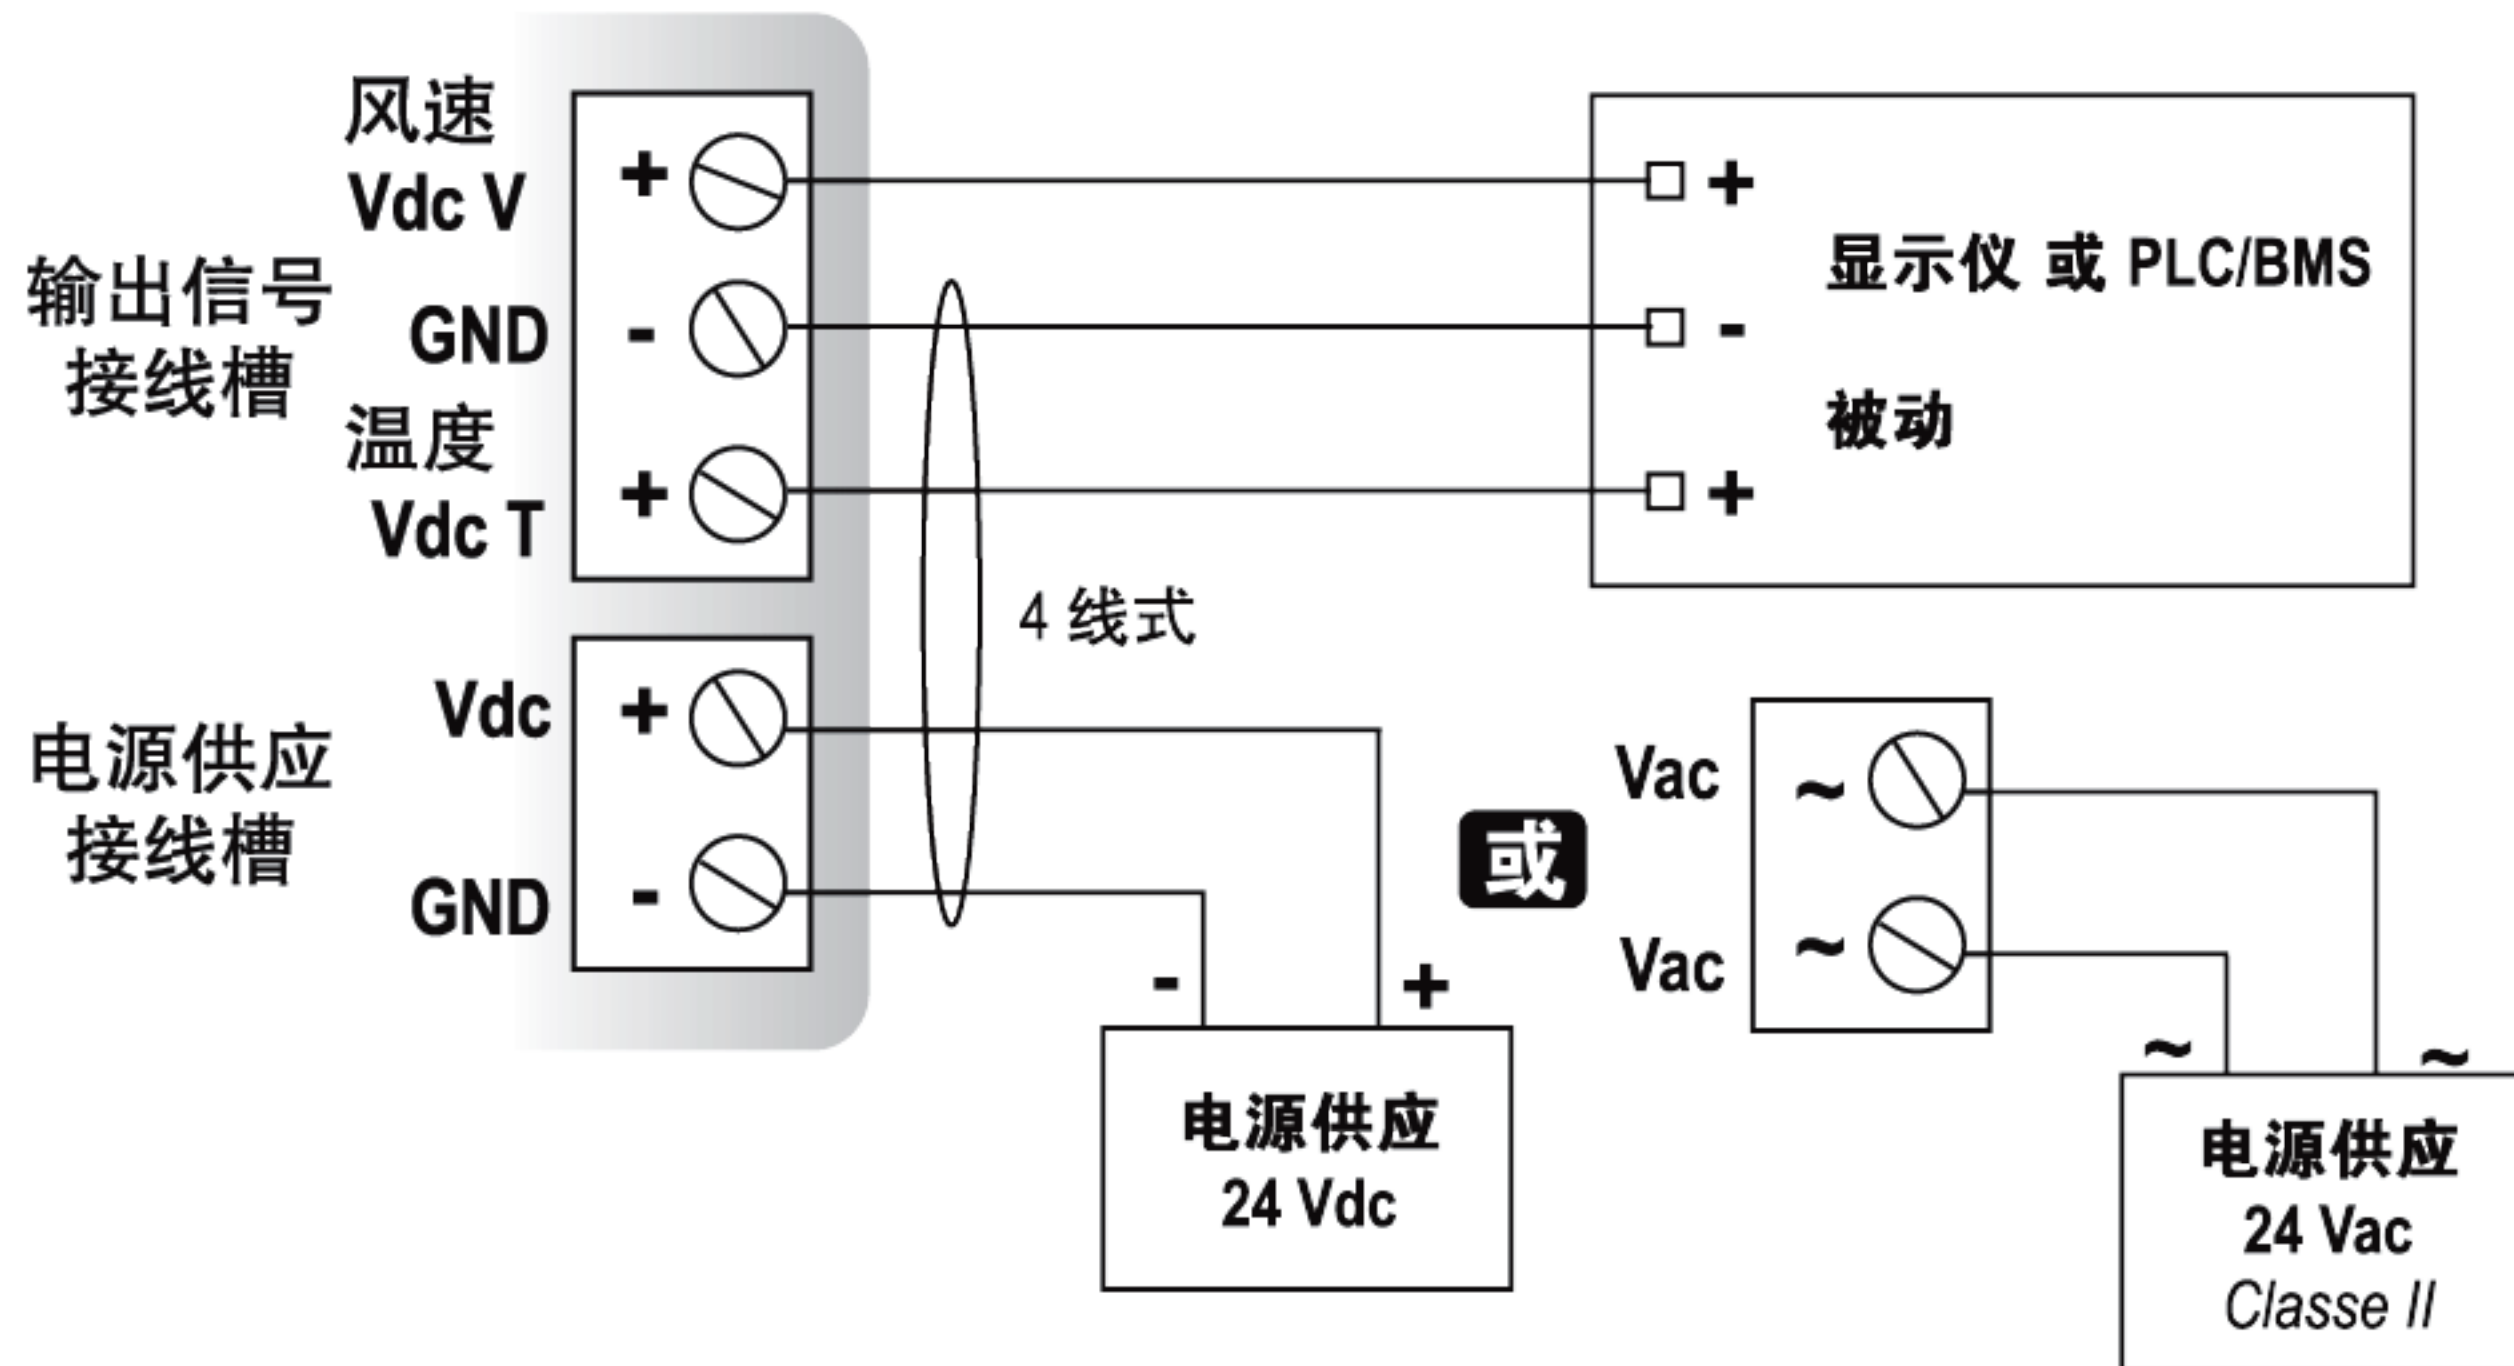 风速
Vdc V
+
+
输出信号
接线槽
GND
-
-
显示仪 或 PLC/BMS
被动
温度
Vdc T
+
+
4 线式
电源供应
接线槽
Vdc
+
GND
-
-
+
电源供应
24 Vdc
或
Vac
~
Vac
~
~
~
电源供应
24 Vac
Classe II